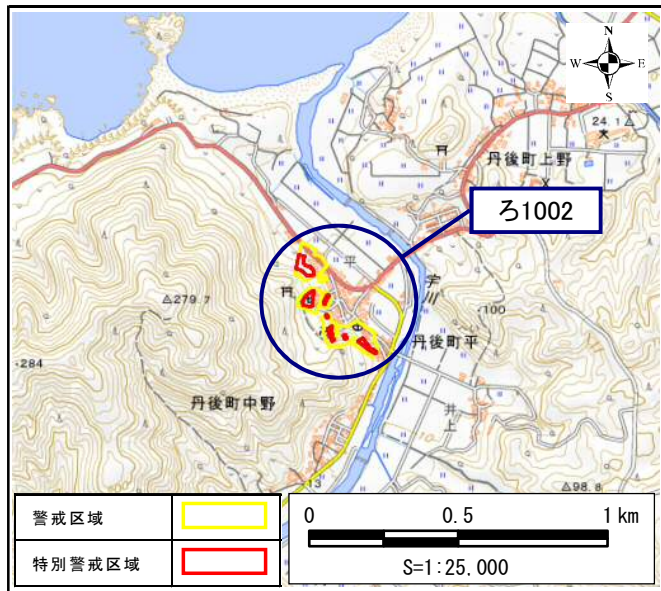 N
W E
S
24.1
丹後町上野
ろ1002
平
宇川
279.7
100
丹後町平
284
丹後町中野
井上
13
98.8
警戒区域
特別警戒区域
0 0.5 1km
S=1:25,000